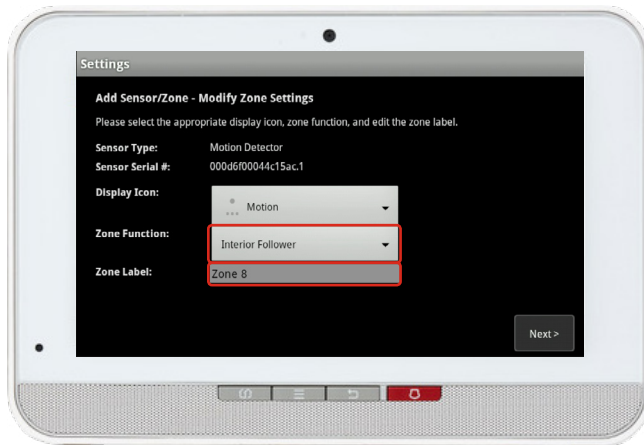 Settings
Add Sensor/Zone - Modify Zone Settings
Please select the appropriate display icon, zone function, and edit the zone label.
Sensor Type: Motion Detector
Sensor Serial #: 000d6f00044c15ac.1
Display Icon: Motion
Zone Function: Interior Follower
Zone Label: Zone 8
Next >